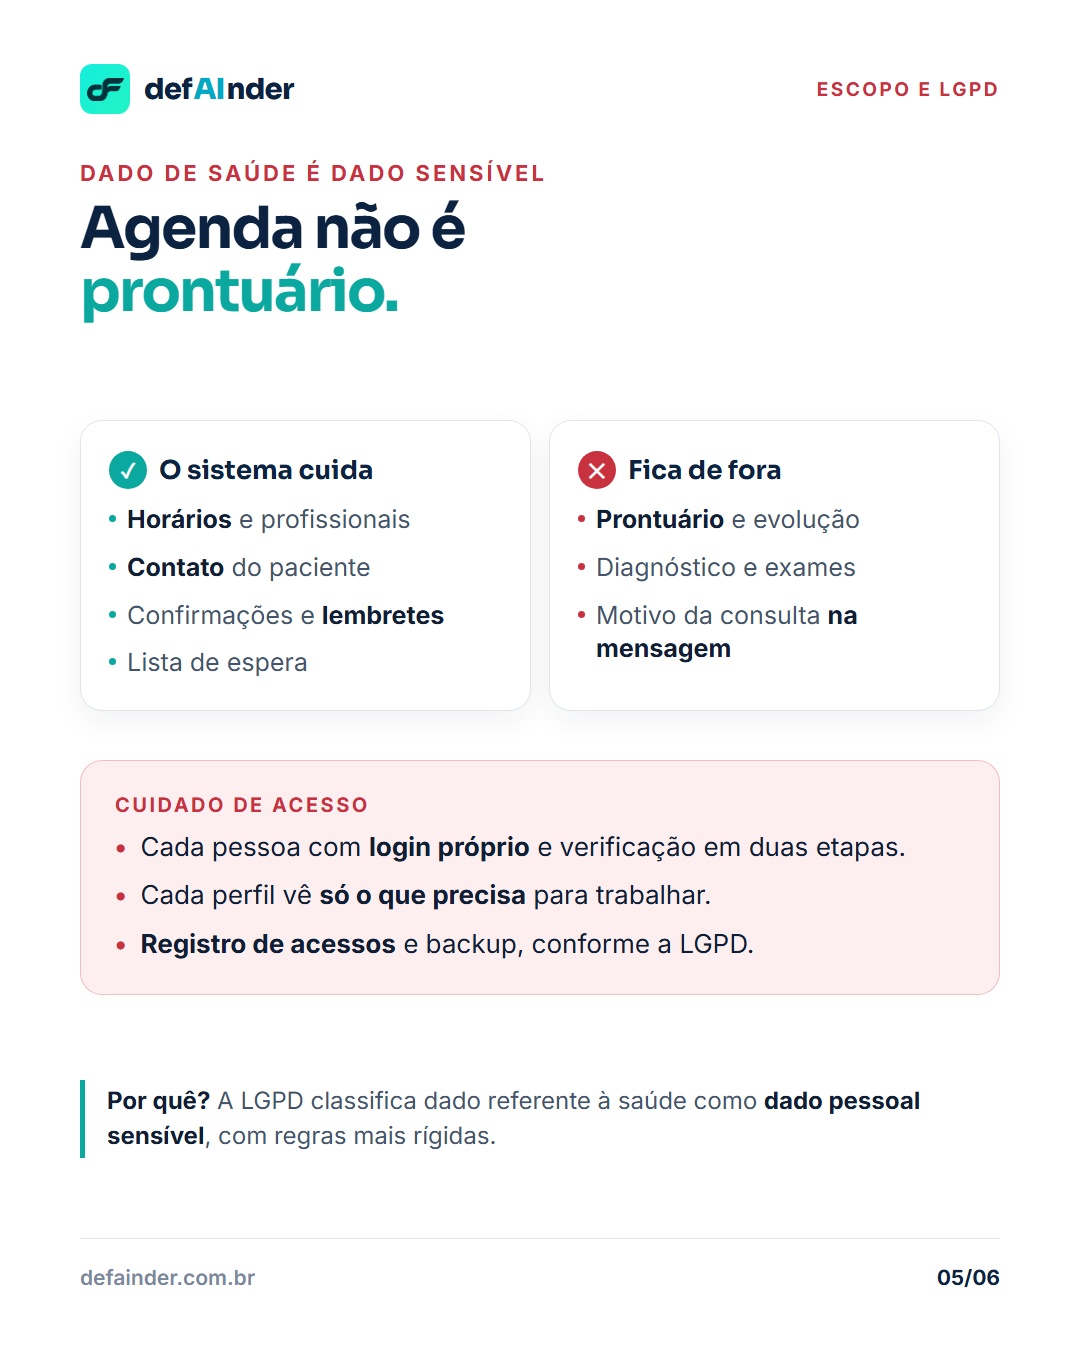 defAInder
ESCOPO E LGPD
DADO DE SAÚDE É DADO SENSÍVEL
Agenda não é
prontuário.
O sistema cuida
• Horários e profissionais
• Contato do paciente
• Confirmações e lembretes
• Lista de espera
Fica de fora
• Prontuário e evolução
• Diagnóstico e exames
• Motivo da consulta na
mensagem
CUIDADO DE ACESSO
• Cada pessoa com login próprio e verificação em duas etapas.
• Cada perfil vê só o que precisa para trabalhar.
• Registro de acessos e backup, conforme a LGPD.
Por quê? A LGPD classifica dado referente à saúde como dado pessoal
sensível, com regras mais rígidas.
defainder.com.br
05/06